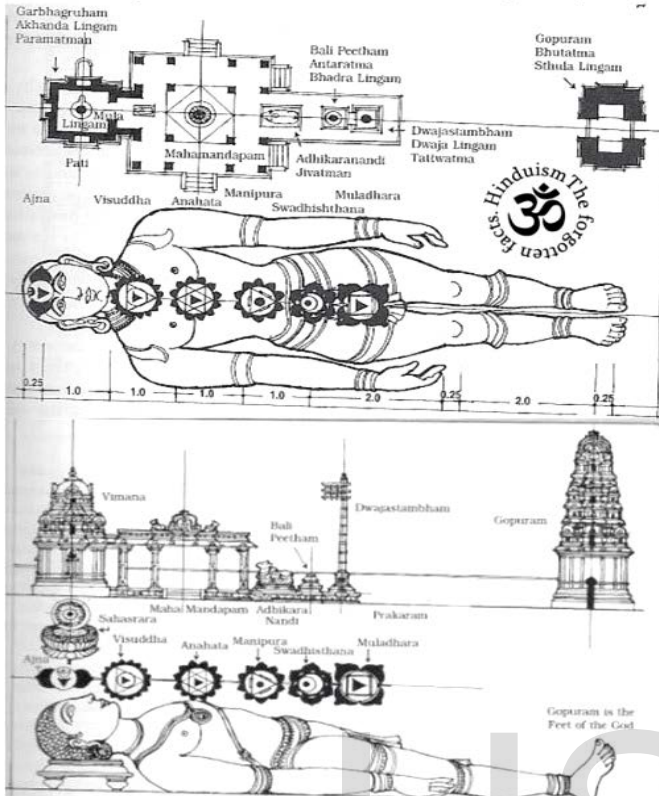 Garbhagruham
Akhanda Lingam
Paramatman
Bali Peetham
Antaratma
Bhadra Lingam
Gopuram
Bhutatma
Sthula Lingam
Mula
Lingam
Dwajastambham
Dwaja Lingam
Tattwatma
Mahamandapam
Adhikaranandi
Jivatman
Pati
Ajna
Visuddha
Anahata
Manipura
Swadhishthana
Muladhara
Hinduism The forgotten facts.
ॐ
0.25
1.0
1.0
1.0
1.0
2.0
0.25
2.0
0.25
Vimana
Dwajastambham
Gopuram
Bali
Peetham
Maha Mandapam
Adhikara
Nandi
Prakaram
Sahasrara
Visuddha
Anahata
Manipura
Swadhisthana
Muladhara
Ajna
Gopuram is the
Feet of the God